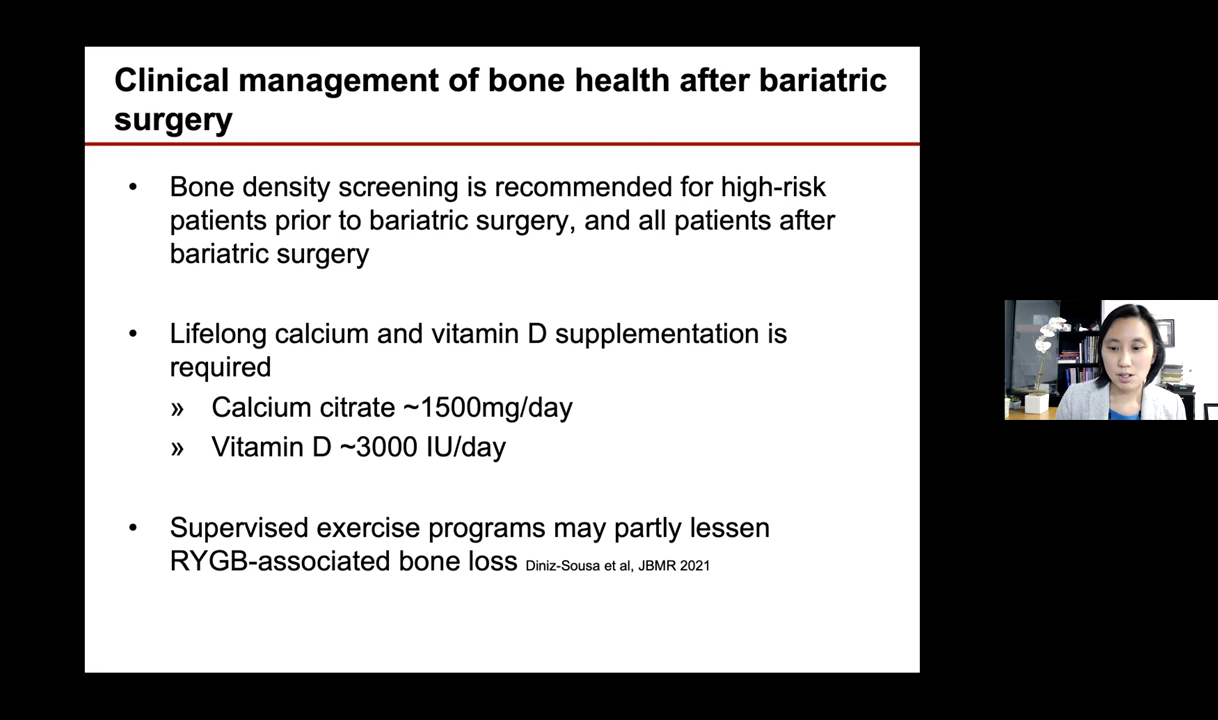 Clinical management of bone health after bariatric
surgery
• Bone density screening is recommended for high-risk
patients prior to bariatric surgery, and all patients after
bariatric surgery
• Lifelong calcium and vitamin D supplementation is
required
» Calcium citrate ~1500mg/day
» Vitamin D ~3000 IU/day
• Supervised exercise programs may partly lessen
RYGB-associated bone loss Diniz-Sousa et al, JBMR 2021